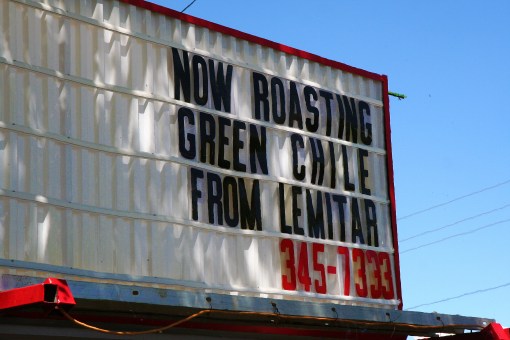 NOW ROASTING
GREEN CHILE
FROM LEMITAR
345-7333